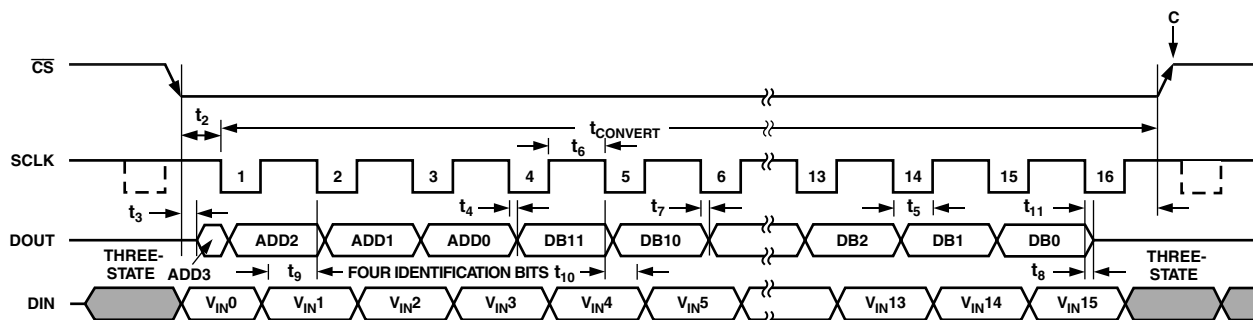 C
CS
t2
tCONVERT
t6
SCLK
1 2 3 4 5 6 13 14 15 16
t3 t4 t7 t5 t11
DOUT
ADD2 ADD1 ADD0 DB11 DB10 DB2 DB1 DB0
THREE-STATE
ADD3
t9
FOUR IDENTIFICATION BITS
t10
t8
THREE-STATE
DIN
VIN0 VIN1 VIN2 VIN3 VIN4 VIN5 VIN13 VIN14 VIN15